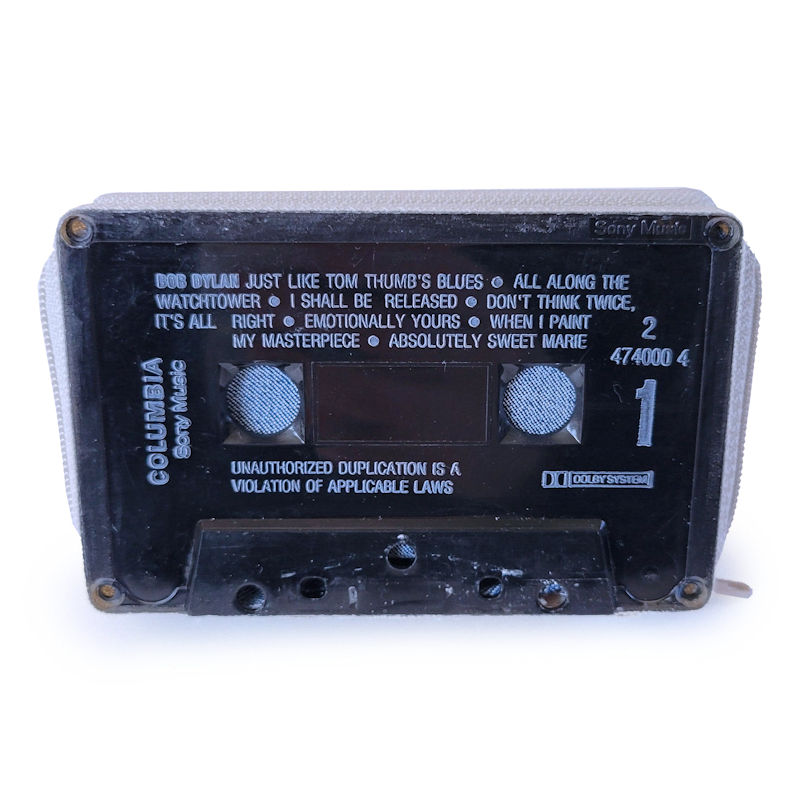 Sony Music
BOB DYLAN JUST LIKE TOM THUMB'S BLUES ● ALL ALONG THE
WATCHTOWER ● I SHALL BE RELEASED ● DON'T THINK TWICE,
IT'S ALL RIGHT ● EMOTIONALLY YOURS ● WHEN I PAINT
MY MASTERPIECE ● ABSOLUTELY SWEET MARIE
2
474000 4
1
COLUMBIA
Sony Music
UNAUTHORIZED DUPLICATION IS A
VIOLATION OF APPLICABLE LAWS
DOLBY SYSTEM